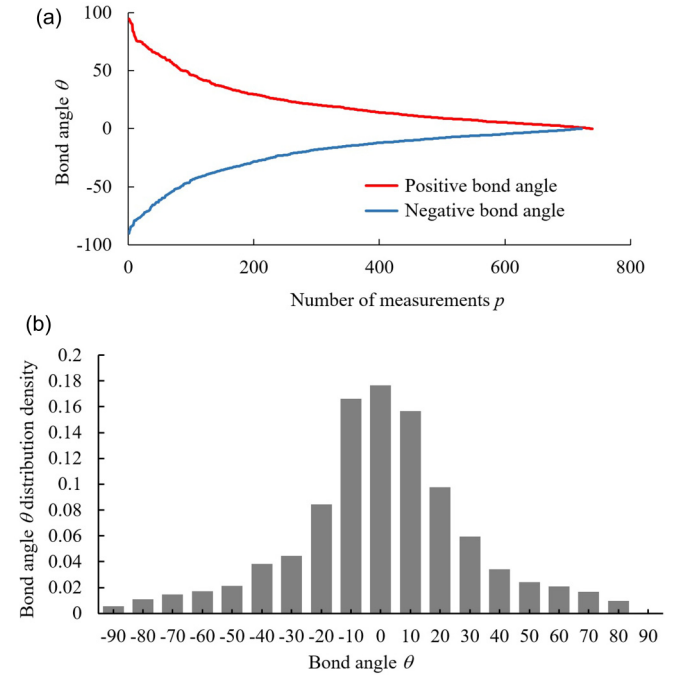 (a)
100
50
0
-50
-100
Bond angle θ
Positive bond angle
Negative bond angle
0 200 400 600 800
Number of measurements p
(b)
0.2
0.18
0.16
0.14
0.12
0.1
0.08
0.06
0.04
0.02
0
Bond angle θ distribution density
-90 -80 -70 -60 -50 -40 -30 -20 -10 0 10 20 30 40 50 60 70 80 90
Bond angle θ